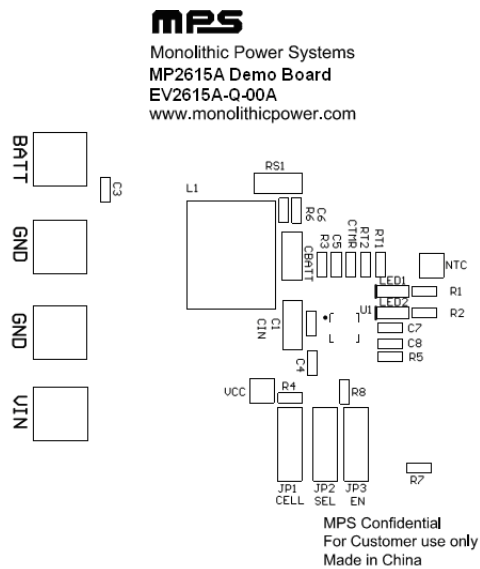 mps
Monolithic Power Systems
MP2615A Demo Board
EV2615A-Q-00A
www.monolithicpower.com
BATT
C3
GND
GND
VIN
RS1
L1
R6
C6
CBATT
R3
C5
CTMR
RT2
RT1
NTC
LED1
R1
LED2
R2
U1
C7
C8
R5
CIN
C1
C4
VCC
R4
R8
JP1
CELL
JP2
SEL
JP3
EN
R7
MPS Confidential
For Customer use only
Made in China